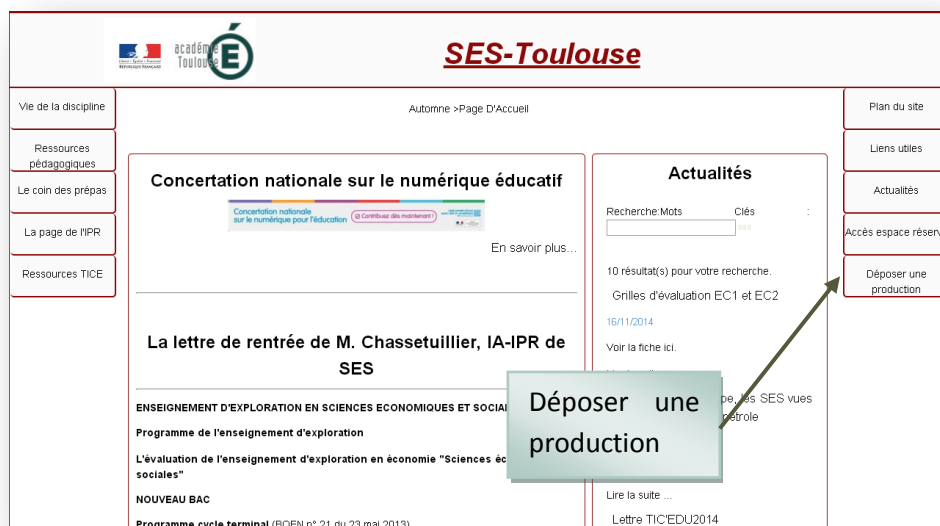 académie
Toulouse
SES-Toulouse
Vie de la discipline
Ressources
pédagogiques
Le coin des prépas
La page de l'IPR
Ressources TICE
Automne >Page D'Accueil
Concertation nationale sur le numérique éducatif
Concertation nationale
sur le numérique pour l'éducation
Contribuez dès maintenant !
En savoir plus...
La lettre de rentrée de M. Chassetuillier, IA-IPR de
SES
ENSEIGNEMENT D'EXPLORATION EN SCIENCES ECONOMIQUES ET SOCIA
Programme de l'enseignement d'exploration
L'évaluation de l'enseignement d'exploration en économie "Sciences éc
sociales"
NOUVEAU BAC
Programme cycle terminal (BOEN n° 21 du 23 mai 2013)
Actualités
Recherche:Mots Clés :
10 résultat(s) pour votre recherche.
Grilles d'évaluation EC1 et EC2
16/11/2014
Voir la fiche ici.
pe, les SES vues
pétrole
Lire la suite ...
Lettre TIC'EDU2014
Déposer une
production
Plan du site
Liens utiles
Actualités
Accès espace réserv
Déposer une
production